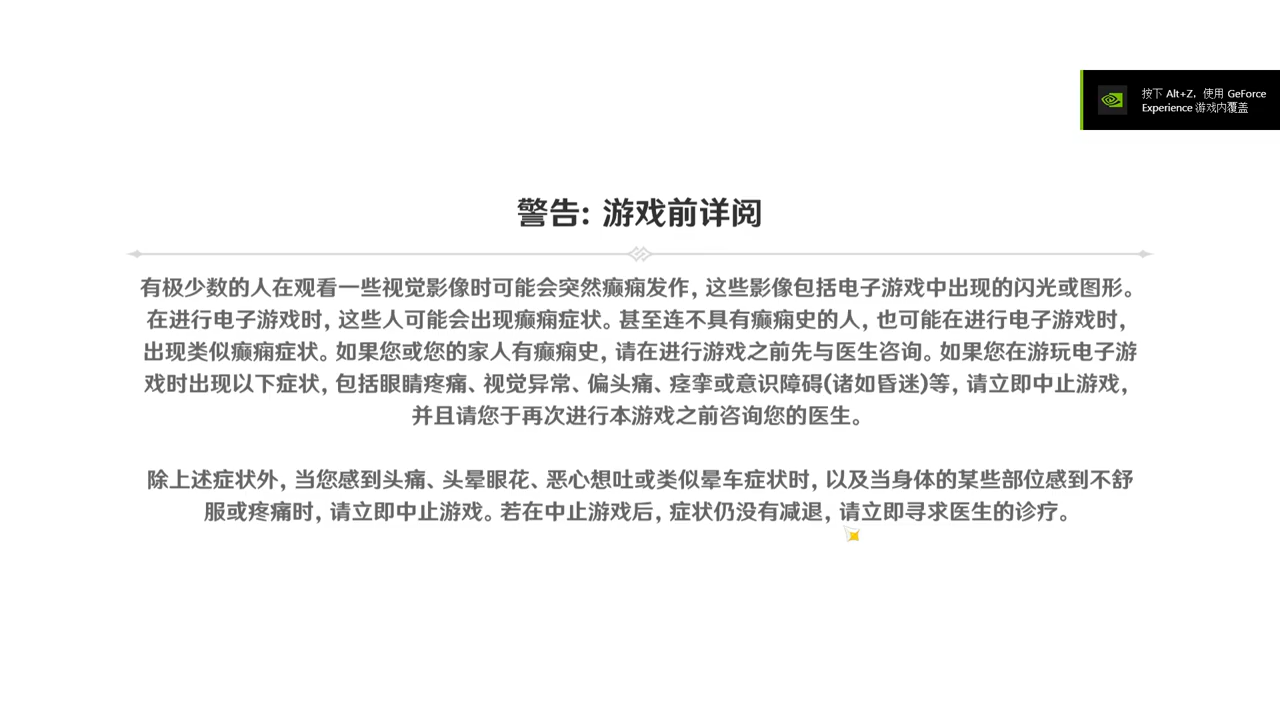 按下 Alt+Z，使用 GeForce
Experience 游戏内覆盖
警告: 游戏前详阅
有极少数的人在观看一些视觉影像时可能会突然癫痫发作, 这些影像包括电子游戏中出现的闪光或图形。
在进行电子游戏时, 这些人可能会出现癫痫症状。甚至连不具有癫痫史的人, 也可能在进行电子游戏时,
出现类似癫痫症状。如果您或您的家人有癫痫史, 请在进行游戏之前先与医生咨询。如果您在游玩电子游
戏时出现以下症状, 包括眼睛疼痛、视觉异常、偏头痛、痉挛或意识障碍(诸如昏迷)等, 请立即中止游戏,
并且请您于再次进行本游戏之前咨询您的医生。
除上述症状外, 当您感到头痛、头晕眼花、恶心想吐或类似晕车症状时, 以及当身体的某些部位感到不舒
服或疼痛时, 请立即中止游戏。若在中止游戏后, 症状仍没有减退, 请立即寻求医生的诊疗。